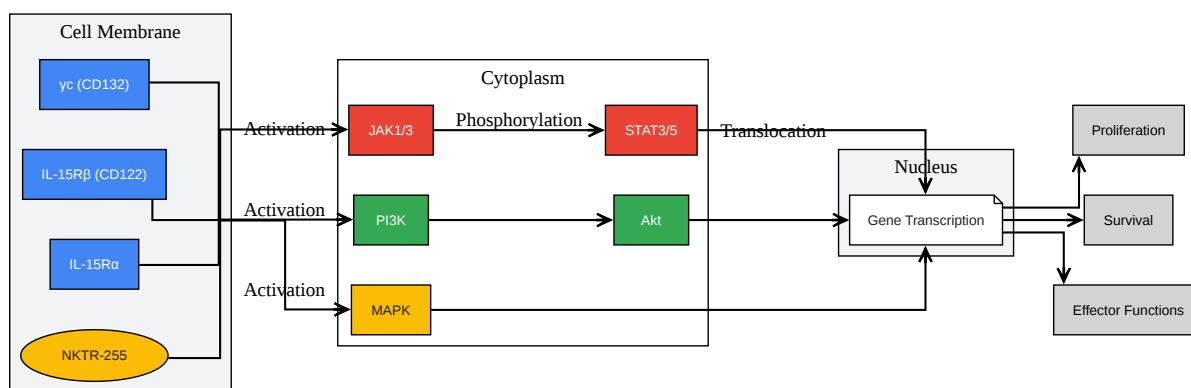 Cell Membrane
γc (CD132)
IL-15Rβ (CD122)
IL-15Rα
NKTR-255
Activation
Activation
Activation
Cytoplasm
JAK1/3
Phosphorylation
STAT3/5
Translocation
PI3K
Akt
MAPK
Nucleus
Gene Transcription
Proliferation
Survival
Effector Functions